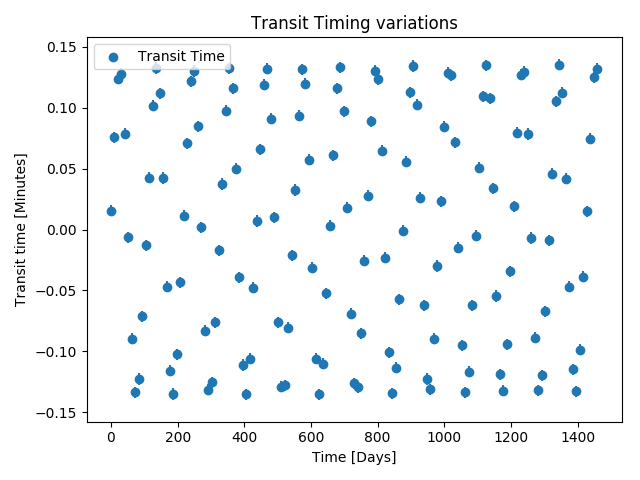 Transit Timing variations
Transit Time
0.15
0.10
0.05
0.00
−0.05
−0.10
−0.15
Transit time [Minutes]
0 200 400 600 800 1000 1200 1400
Time [Days]